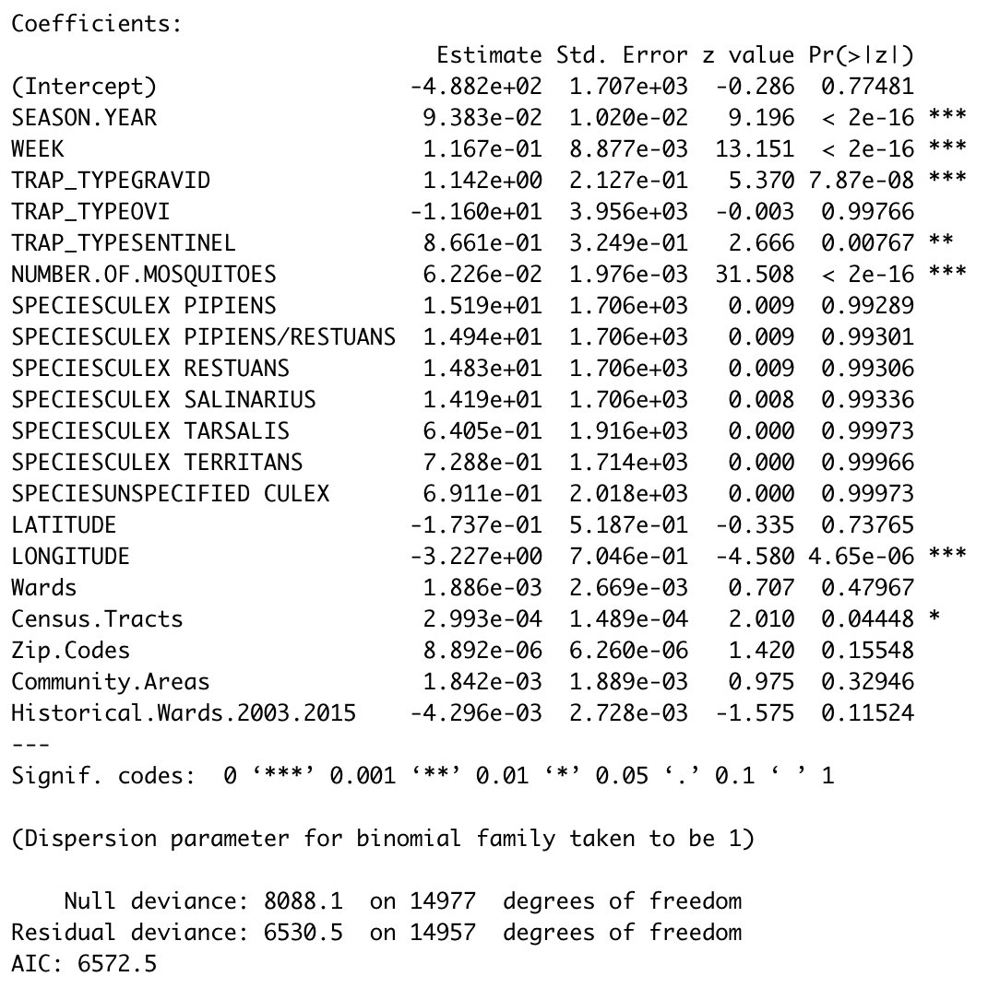 Coefficients:
Estimate Std. Error z value Pr(>|z|)
(Intercept) -4.882e+02 1.707e+03 -0.286 0.77481
SEASON.YEAR 9.383e-02 1.020e-02 9.196 < 2e-16 ***
WEEK 1.167e-01 8.877e-03 13.151 < 2e-16 ***
TRAP_TYPEGRAVID 1.142e+00 2.127e-01 5.370 7.87e-08 ***
TRAP_TYPEOVI -1.160e+01 3.956e+03 -0.003 0.99766
TRAP_TYPESENTINEL 8.661e-01 3.249e-01 2.666 0.00767 **
NUMBER.OF.MOSQUITOES 6.226e-02 1.976e-03 31.508 < 2e-16 ***
SPECIESCULEX PIPIENS 1.519e+01 1.706e+03 0.009 0.99289
SPECIESCULEX PIPIENS/RESTUANS 1.494e+01 1.706e+03 0.009 0.99301
SPECIESCULEX RESTUANS 1.483e+01 1.706e+03 0.009 0.99306
SPECIESCULEX SALINARIUS 1.419e+01 1.706e+03 0.008 0.99336
SPECIESCULEX TARSALIS 6.405e-01 1.916e+03 0.000 0.99973
SPECIESCULEX TERRITANS 7.288e-01 1.714e+03 0.000 0.99966
SPECIESUNSPECIFIED CULEX 6.911e-01 2.018e+03 0.000 0.99973
LATITUDE -1.737e-01 5.187e-01 -0.335 0.73765
LONGITUDE -3.227e+00 7.046e-01 -4.580 4.65e-06 ***
Wards 1.886e-03 2.669e-03 0.707 0.47967
Census.Tracts 2.993e-04 1.489e-04 2.010 0.04448 *
Zip.Codes 8.892e-06 6.260e-06 1.420 0.15548
Community.Areas 1.842e-03 1.889e-03 0.975 0.32946
Historical.Wards.2003.2015 -4.296e-03 2.728e-03 -1.575 0.11524
---
Signif. codes: 0 ‘***’ 0.001 ‘**’ 0.01 ‘*’ 0.05 ‘.’ 0.1 ‘ ’ 1
(Dispersion parameter for binomial family taken to be 1)
Null deviance: 8088.1 on 14977 degrees of freedom
Residual deviance: 6530.5 on 14957 degrees of freedom
AIC: 6572.5